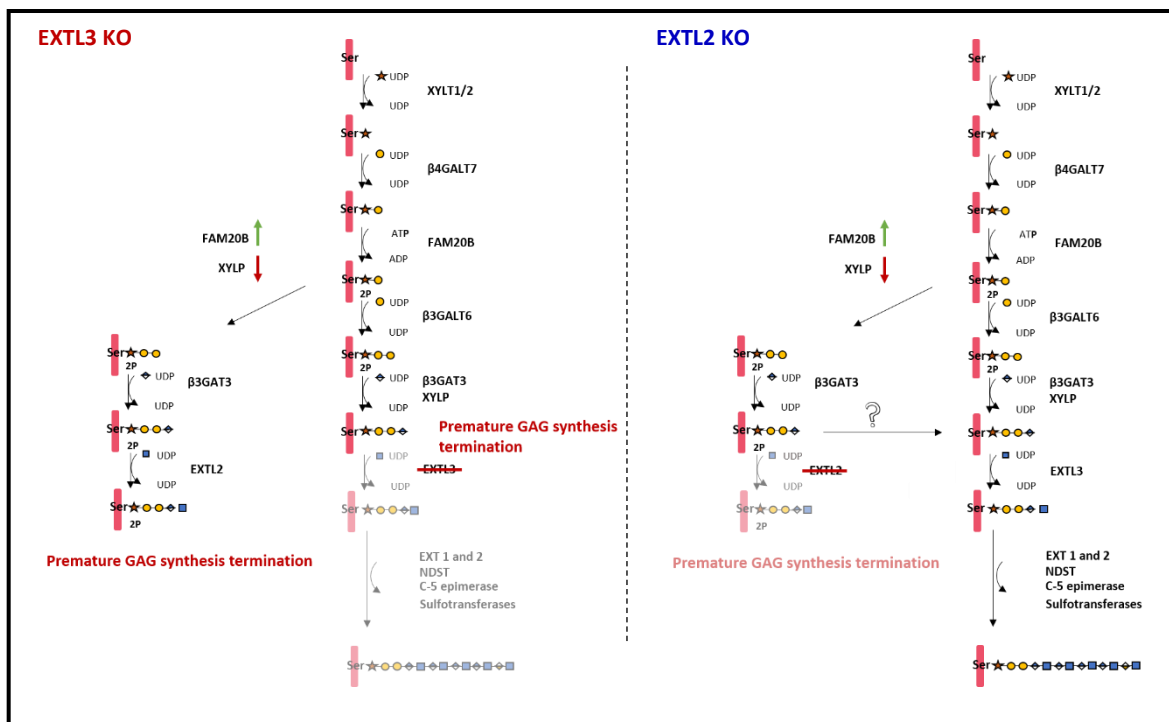 EXTL3 KO
Ser
UDP
XYLT1/2
UDP
Ser
UDP
β4GALT7
UDP
Ser
ATP
FAM20B
ADP
FAM20B
XYLP
Ser
2P
UDP
β3GALT6
UDP
Ser
2P
UDP
β3GAT3
XYLP
UDP
Ser
2P
UDP
β3GAT3
UDP
Ser
Premature GAG synthesis
termination
UDP
EXTL3
UDP
Ser
2P
UDP
EXTL2
UDP
Ser
2P
Ser
Premature GAG synthesis termination
EXT 1 and 2
NDST
C-5 epimerase
Sulfotransferases
Ser
EXTL2 KO
Ser
UDP
XYLT1/2
UDP
Ser
UDP
β4GALT7
UDP
Ser
ATP
FAM20B
ADP
FAM20B
XYLP
Ser
2P
UDP
β3GALT6
UDP
Ser
2P
UDP
β3GAT3
XYLP
UDP
Ser
2P
UDP
β3GAT3
UDP
?
Ser
UDP
EXTL3
UDP
Ser
2P
UDP
EXTL2
UDP
Ser
2P
Ser
Premature GAG synthesis termination
EXT 1 and 2
NDST
C-5 epimerase
Sulfotransferases
Ser